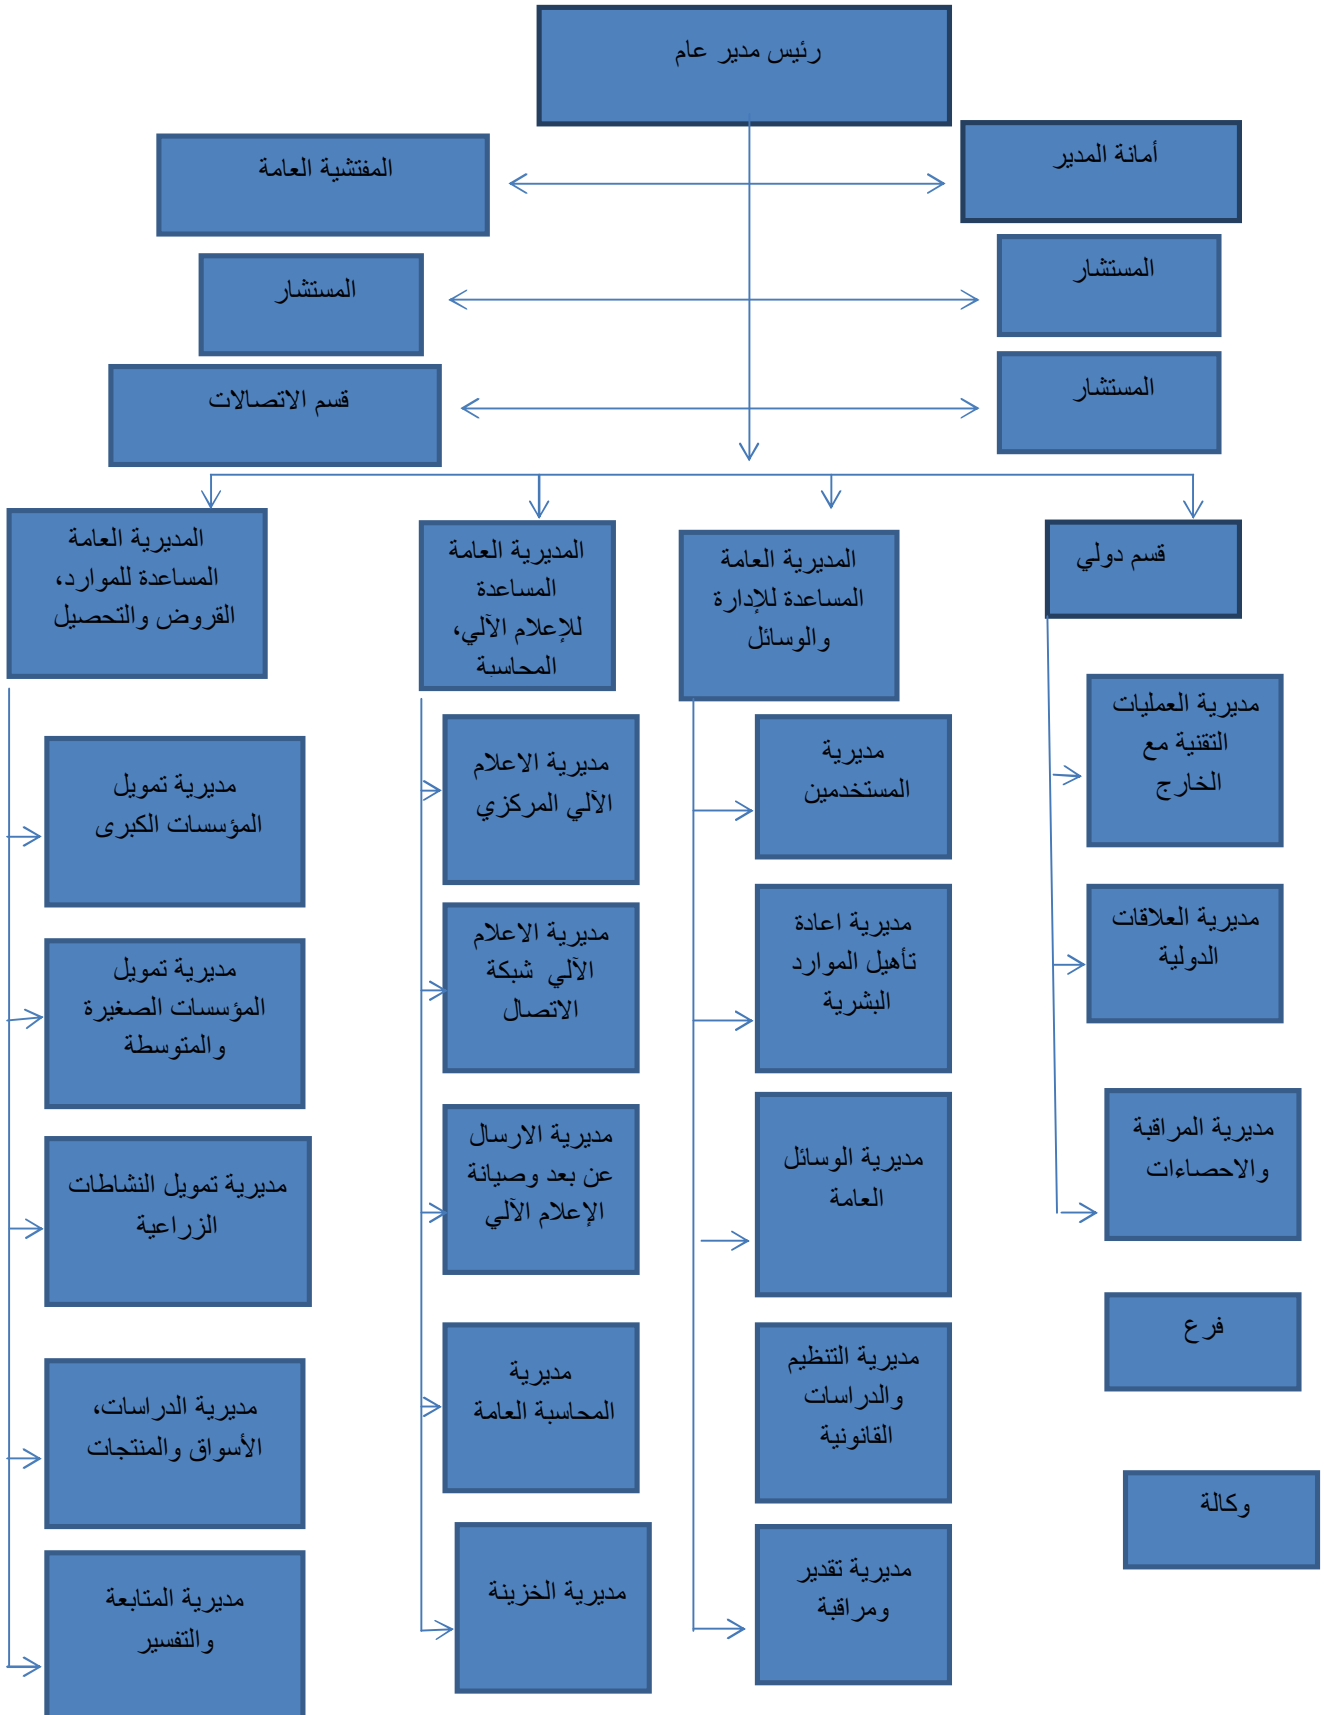 رئيس مدير عام
أمانة المدير
المفتشية العامة
المستشار
المستشار
المستشار
قسم الاتصالات
قسم دولي
مديرية العمليات
التقنية مع
الخارج
مديرية العلاقات
الدولية
مديرية المراقبة
والاحصاءات
فرع
وكالة
المديرية العامة
المساعدة للإدارة
والوسائل
مديرية
المستخدمين
مديرية اعادة
تأهيل الموارد
البشرية
مديرية الوسائل
العامة
مديرية التنظيم
والدراسات
القانونية
مديرية تقدير
ومراقبة
المديرية العامة
المساعدة
للإعلام الآلي،
المحاسبة
مديرية الاعلام
الآلي المركزي
مديرية الاعلام
الآلي شبكة
الاتصال
مديرية الارسال
عن بعد وصيانة
الإعلام الآلي
مديرية
المحاسبة العامة
مديرية الخزينة
المديرية العامة
المساعدة للموارد،
القروض والتحصيل
مديرية تمويل
المؤسسات الكبرى
مديرية تمويل
المؤسسات الصغيرة
والمتوسطة
مديرية تمويل النشاطات
الزراعية
مديرية الدراسات،
الأسواق والمنتجات
مديرية المتابعة
والتفسير